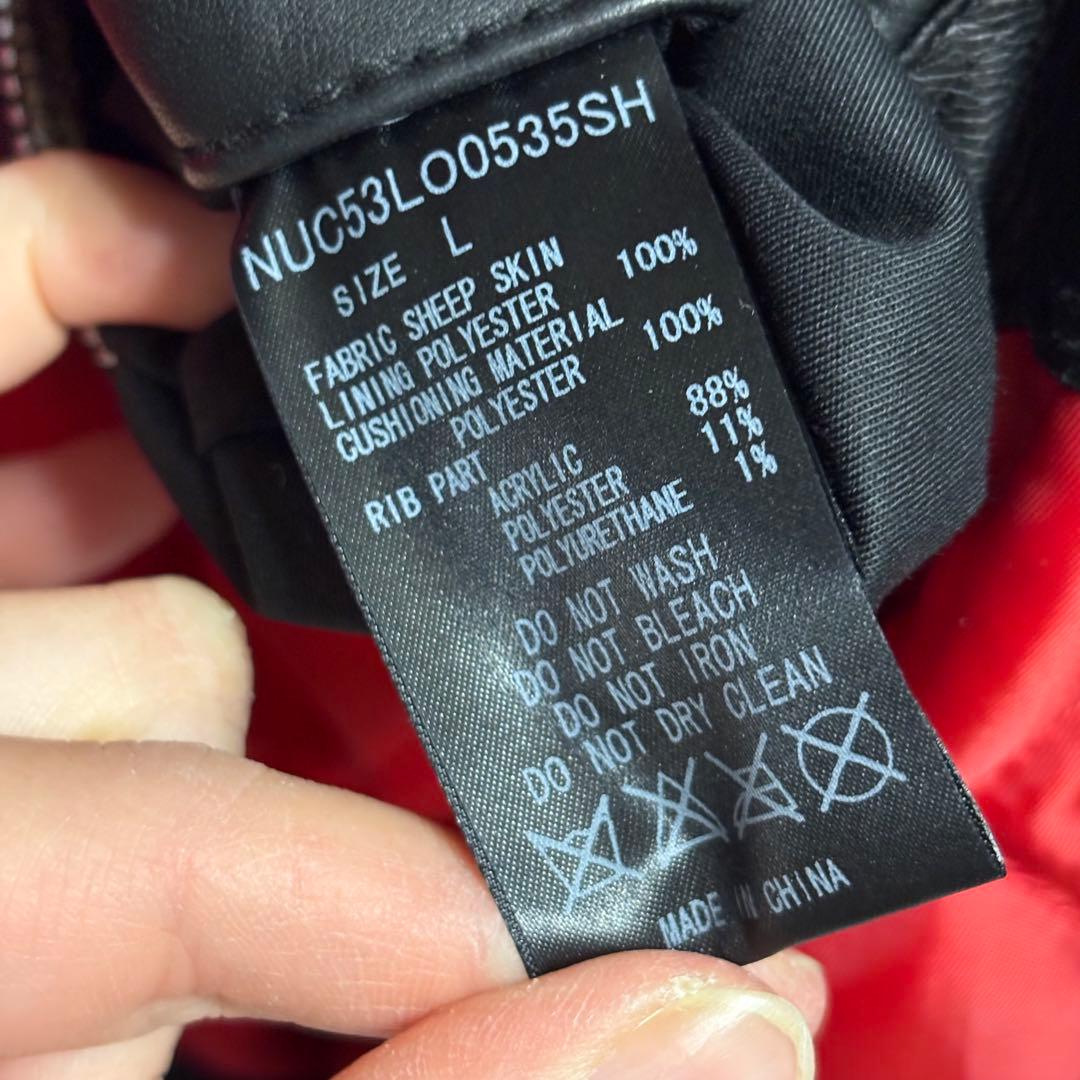 NUC53LO0535SH
SIZE L
FABRIC SHEEP SKIN
LINING POLYESTER 100%
CUSHIONING MATERIAL
POLYESTER 100%
RIB PART
ACRYLIC 88%
POLYESTER 11%
POLYURETHANE 1%
DO NOT WASH
DO NOT BLEACH
DO NOT IRON
DO NOT DRY CLEAN
MADE IN CHINA